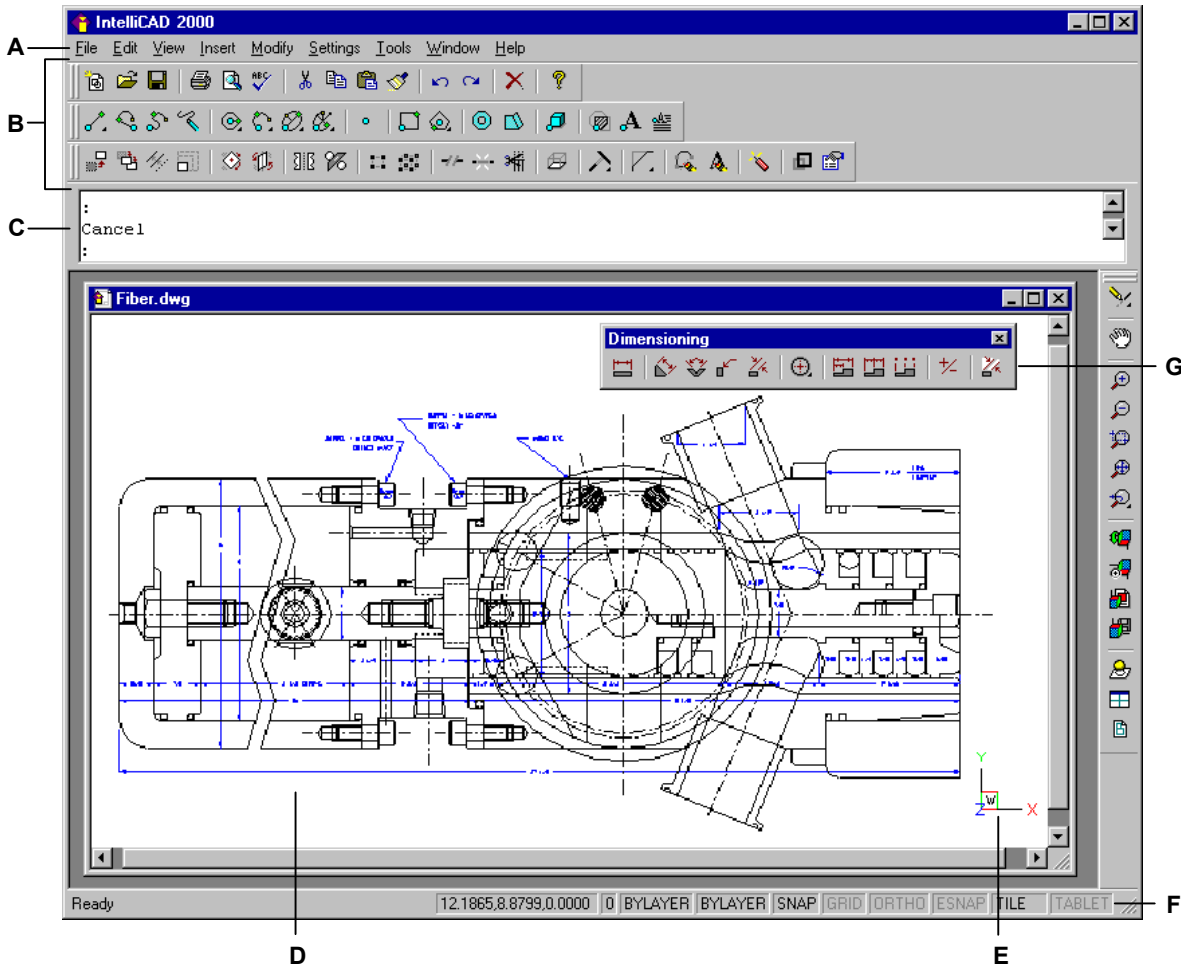 IntelliCAD 2000
A
File Edit View Insert Modify Settings Tools Window Help
B
ABC
A
C
:
Cancel
:
Fiber.dwg
Dimensioning
G
Y
W
Z X
Ready 12.1865,8.8799,0.0000 0 BYLAYER BYLAYER SNAP GRID ORTHO ESNAP TILE TABLET
F
D E